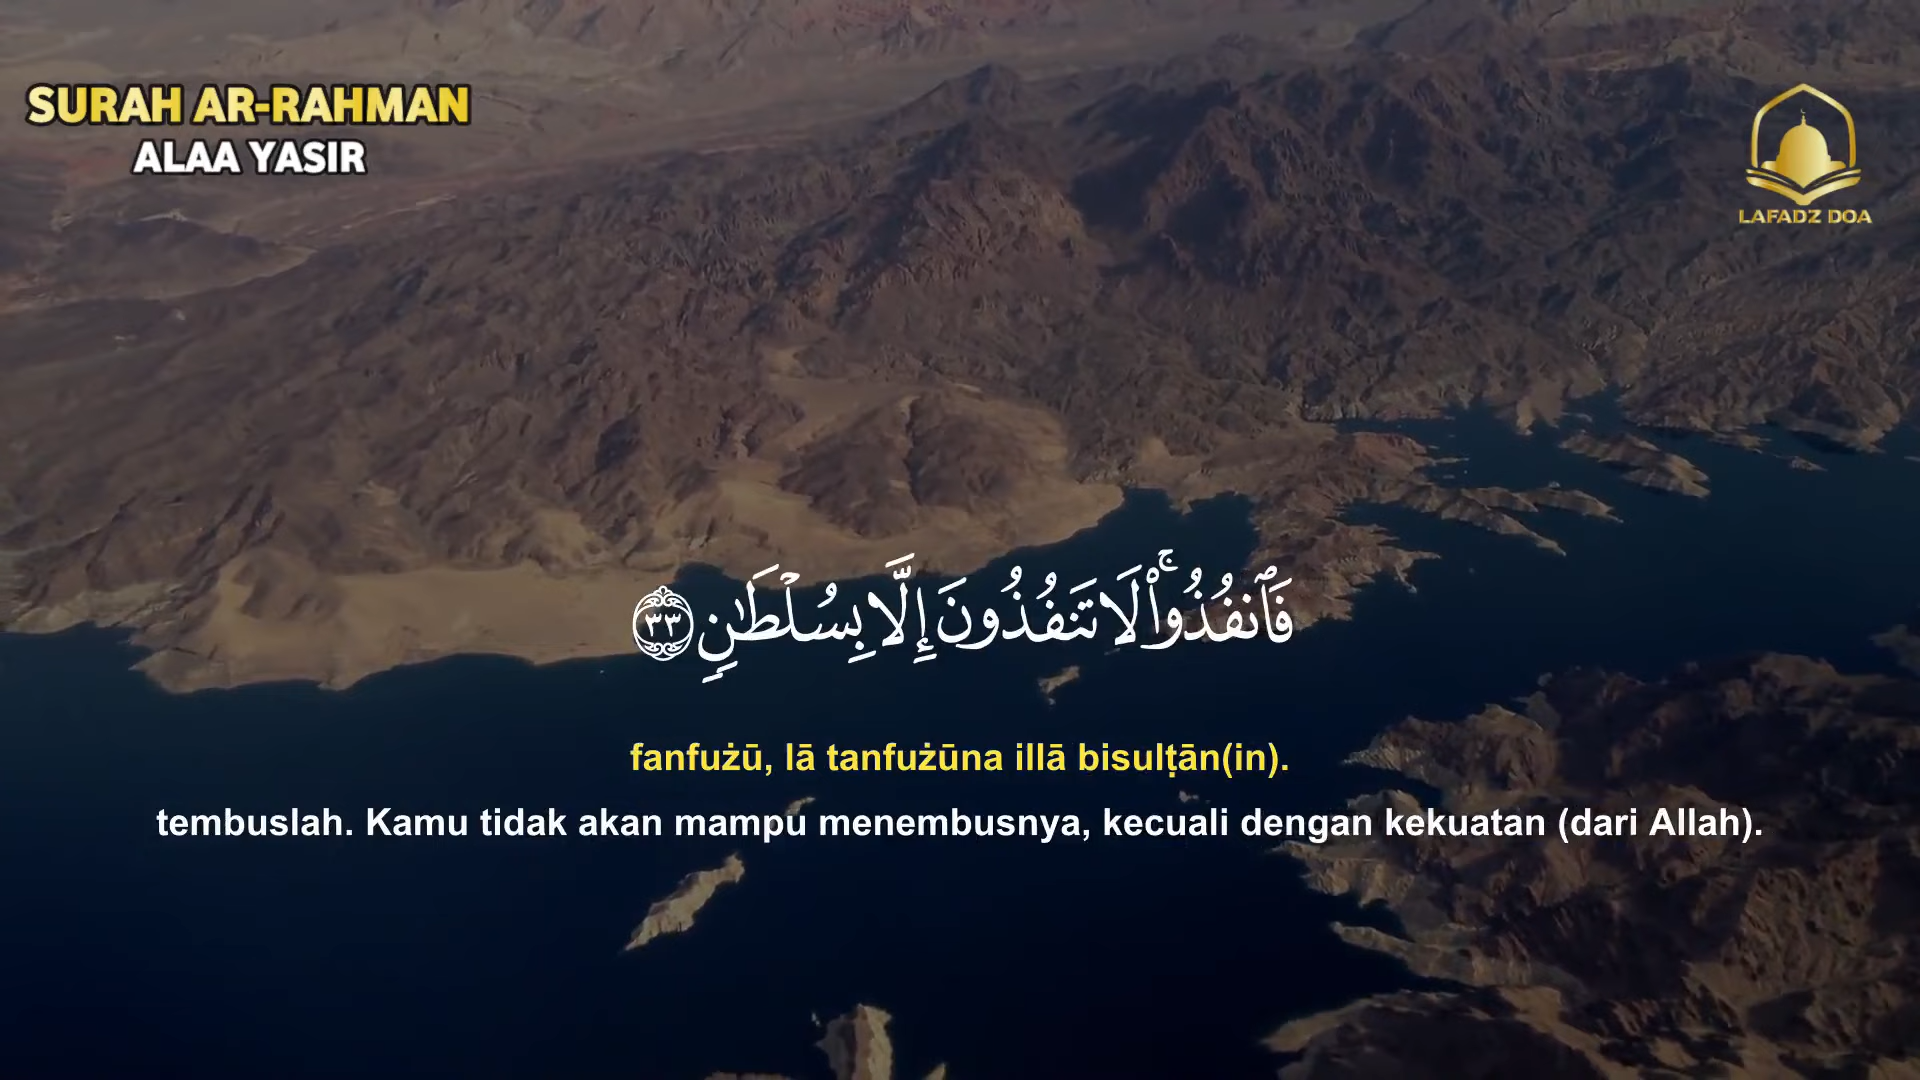 SURAH AR-RAHMAN
ALAA YASIR
LAFADZ DOA
فَٱنفُذُوا۟ ۚ لَا تَنفُذُونَ إِلَّا بِسُلْطَـٰنٍ ٣٣
fanfużū, lā tanfużūna illā bisulṭān(in).
tembuslah. Kamu tidak akan mampu menembusnya, kecuali dengan kekuatan (dari Allah).